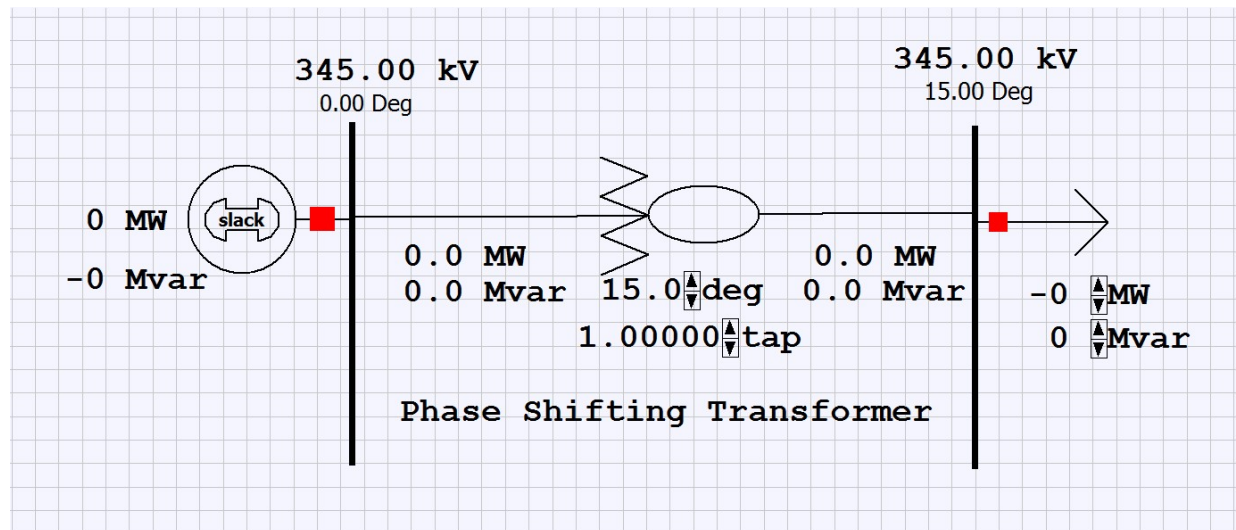 345.00 kV
0.00 Deg
345.00 kV
15.00 Deg
0 MW
slack
-0 Mvar
0.0 MW
0.0 Mvar
15.0 deg
1.00000 tap
0.0 MW
0.0 Mvar
-0 MW
0 Mvar
Phase Shifting Transformer